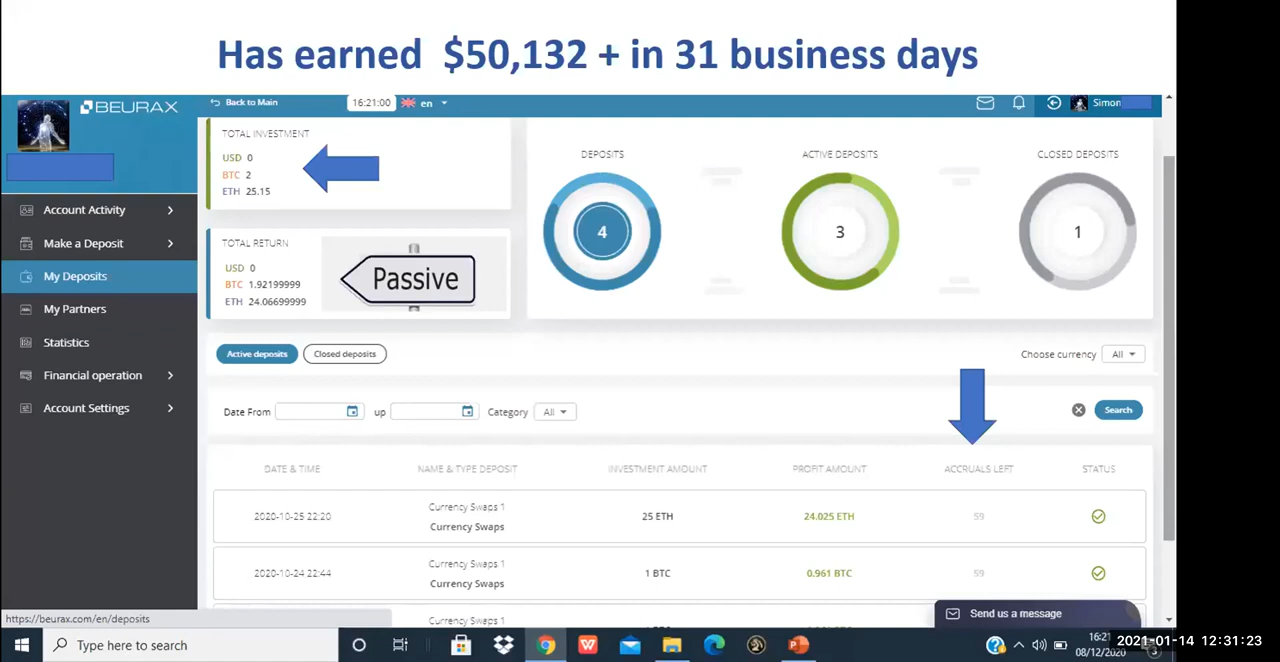 Has earned $50,132 + in 31 business days
BEURAX
Back to Main
16:21:00
en
Simon
TOTAL INVESTMENT
USD 0
BTC 2
ETH 25.15
DEPOSITS
ACTIVE DEPOSITS
CLOSED DEPOSITS
4
3
1
Account Activity
Make a Deposit
My Deposits
My Partners
Statistics
Financial operation
Account Settings
TOTAL RETURN
USD 0
BTC 1.92199999
ETH 24.06699999
Passive
Active deposits
Closed deposits
Choose currency
All
Date From
up
Category
All
Search
DATE & TIME
NAME & TYPE DEPOSIT
INVESTMENT AMOUNT
PROFIT AMOUNT
ACCRUALS LEFT
STATUS
2020-10-25 22:20
Currency Swaps 1
Currency Swaps
25 ETH
24.025 ETH
59
2020-10-24 22:44
Currency Swaps 1
Currency Swaps
1 BTC
0.961 BTC
59
https://beurax.com/en/deposits
Send us a message
Type here to search
16:21
08/12/2020
2021-01-14 12:31:23